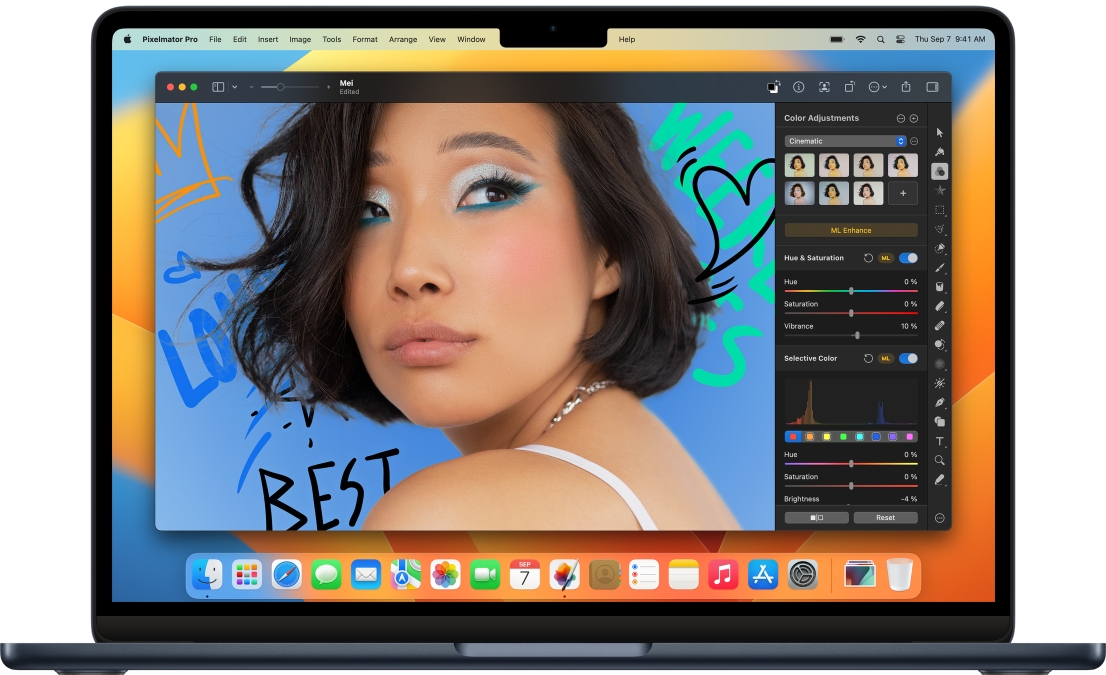 Pixelmator Pro File Edit Insert Image Tools Format Arrange View Window Help Thu Sep 7 9:41 AM
Mei
Edited
Color Adjustments
Cinematic
ML Enhance
Hue & Saturation ML
Hue 0 %
Saturation 0 %
Vibrance 10 %
Selective Color ML
Hue 0 %
Saturation 0 %
Brightness -4 %
Reset
BEST
SEP
7